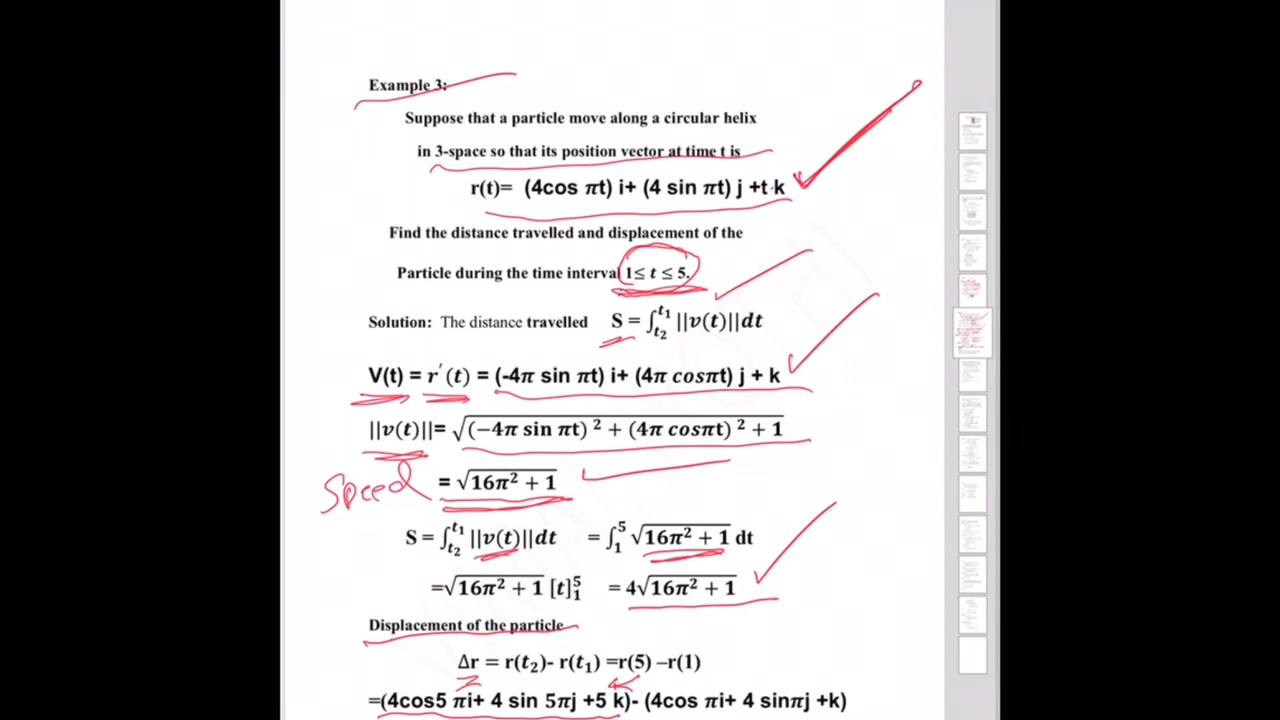 Example 3:
Suppose that a particle move along a circular helix
in 3-space so that its position vector at time t is
r(t)= (4cos πt) i+ (4 sin πt) j +t k
Find the distance travelled and displacement of the
Particle during the time interval 1≤ t ≤ 5.
Solution: The distance travelled S = ∫_{t₂}^{t₁} ||v(t)||dt
V(t) = r′(t) = (-4π sin πt) i+ (4π cosπt) j + k
||v(t)||= √((−4π sin πt)² + (4π cosπt)² + 1)
Speed = √(16π² + 1)
S = ∫_{t₂}^{t₁} ||v(t)||dt = ∫_1^5 √(16π² + 1) dt
=√(16π² + 1) [t]_1^5 = 4√(16π² + 1)
Displacement of the particle
Δr = r(t₂)- r(t₁) =r(5) –r(1)
=(4cos5 πi+ 4 sin 5πj +5 k)- (4cos πi+ 4 sinπj +k)